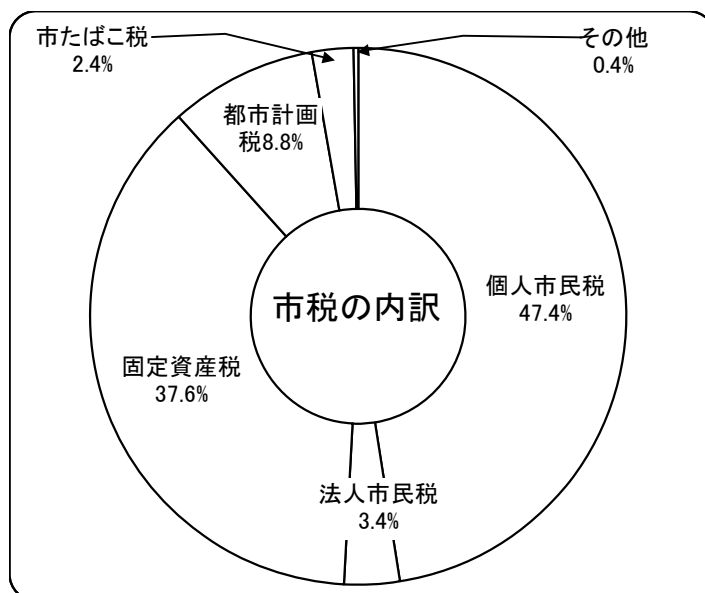 市たばこ税
2.4%
その他
0.4%
都市計画
税8.8%
個人市民税
47.4%
市税の内訳
固定資産税
37.6%
法人市民税
3.4%